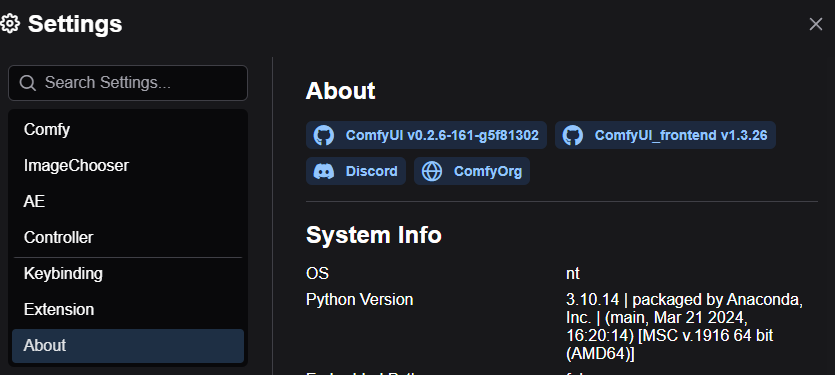 Settings
Search Settings...
Comfy
ImageChooser
AE
Controller
Keybinding
Extension
About
About
ComfyUI v0.2.6-161-g5f81302
ComfyUI_frontend v1.3.26
Discord
ComfyOrg
System Info
OS
nt
Python Version
3.10.14 | packaged by Anaconda,
Inc. | (main, Mar 21 2024,
16:20:14) [MSC v.1916 64 bit
(AMD64)]